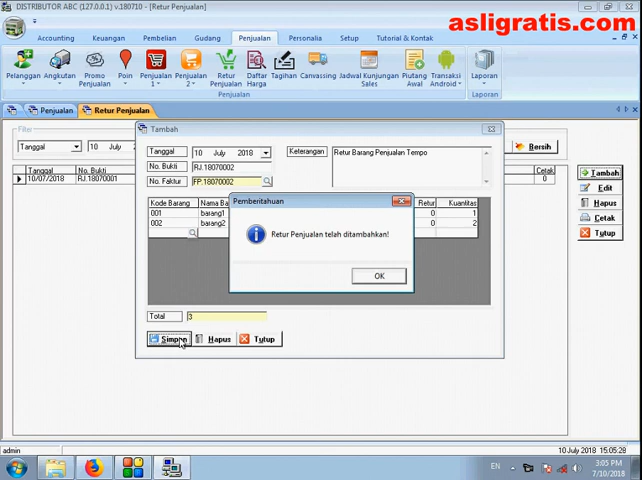 DISTRIBUTOR ABC (127.0.0.1) v.180710 - [Retur Penjualan]
asligratis.com
Accounting Keuangan Pembelian Gudang Penjualan Personalia Setup Tutorial & Kontak
Pelanggan Angkutan Promo Penjualan Poin Penjualan 1 Penjualan 2 Retur Penjualan Daftar Harga Tagihan Canvassing Jadwal Kunjungan Sales Piutang Awal Transaksi Android Laporan
Penjualan Laporan
Penjualan Retur Penjualan
Filter
Tanggal 10 July Bersih
Tanggal No. Bukti Cetak
10/07/2018 RJ.18070001 0
Tambah
Edit
Hapus
Cetak
Tutup
Tambah
Tanggal 10 July 2018 Keterangan Retur Barang Penjualan Tempo
No. Bukti RJ.18070002
No. Faktur FP.18070002
Kode Barang Nama Ba Retur Kuantitas
001 barang1 0 1
002 barang2 0 2
Pemberitahuan
Retur Penjualan telah ditambahkan!
OK
Total 3
Simpan Hapus Tutup
admin 10 July 2018 15:05:28
EN 3:05 PM
7/10/2018